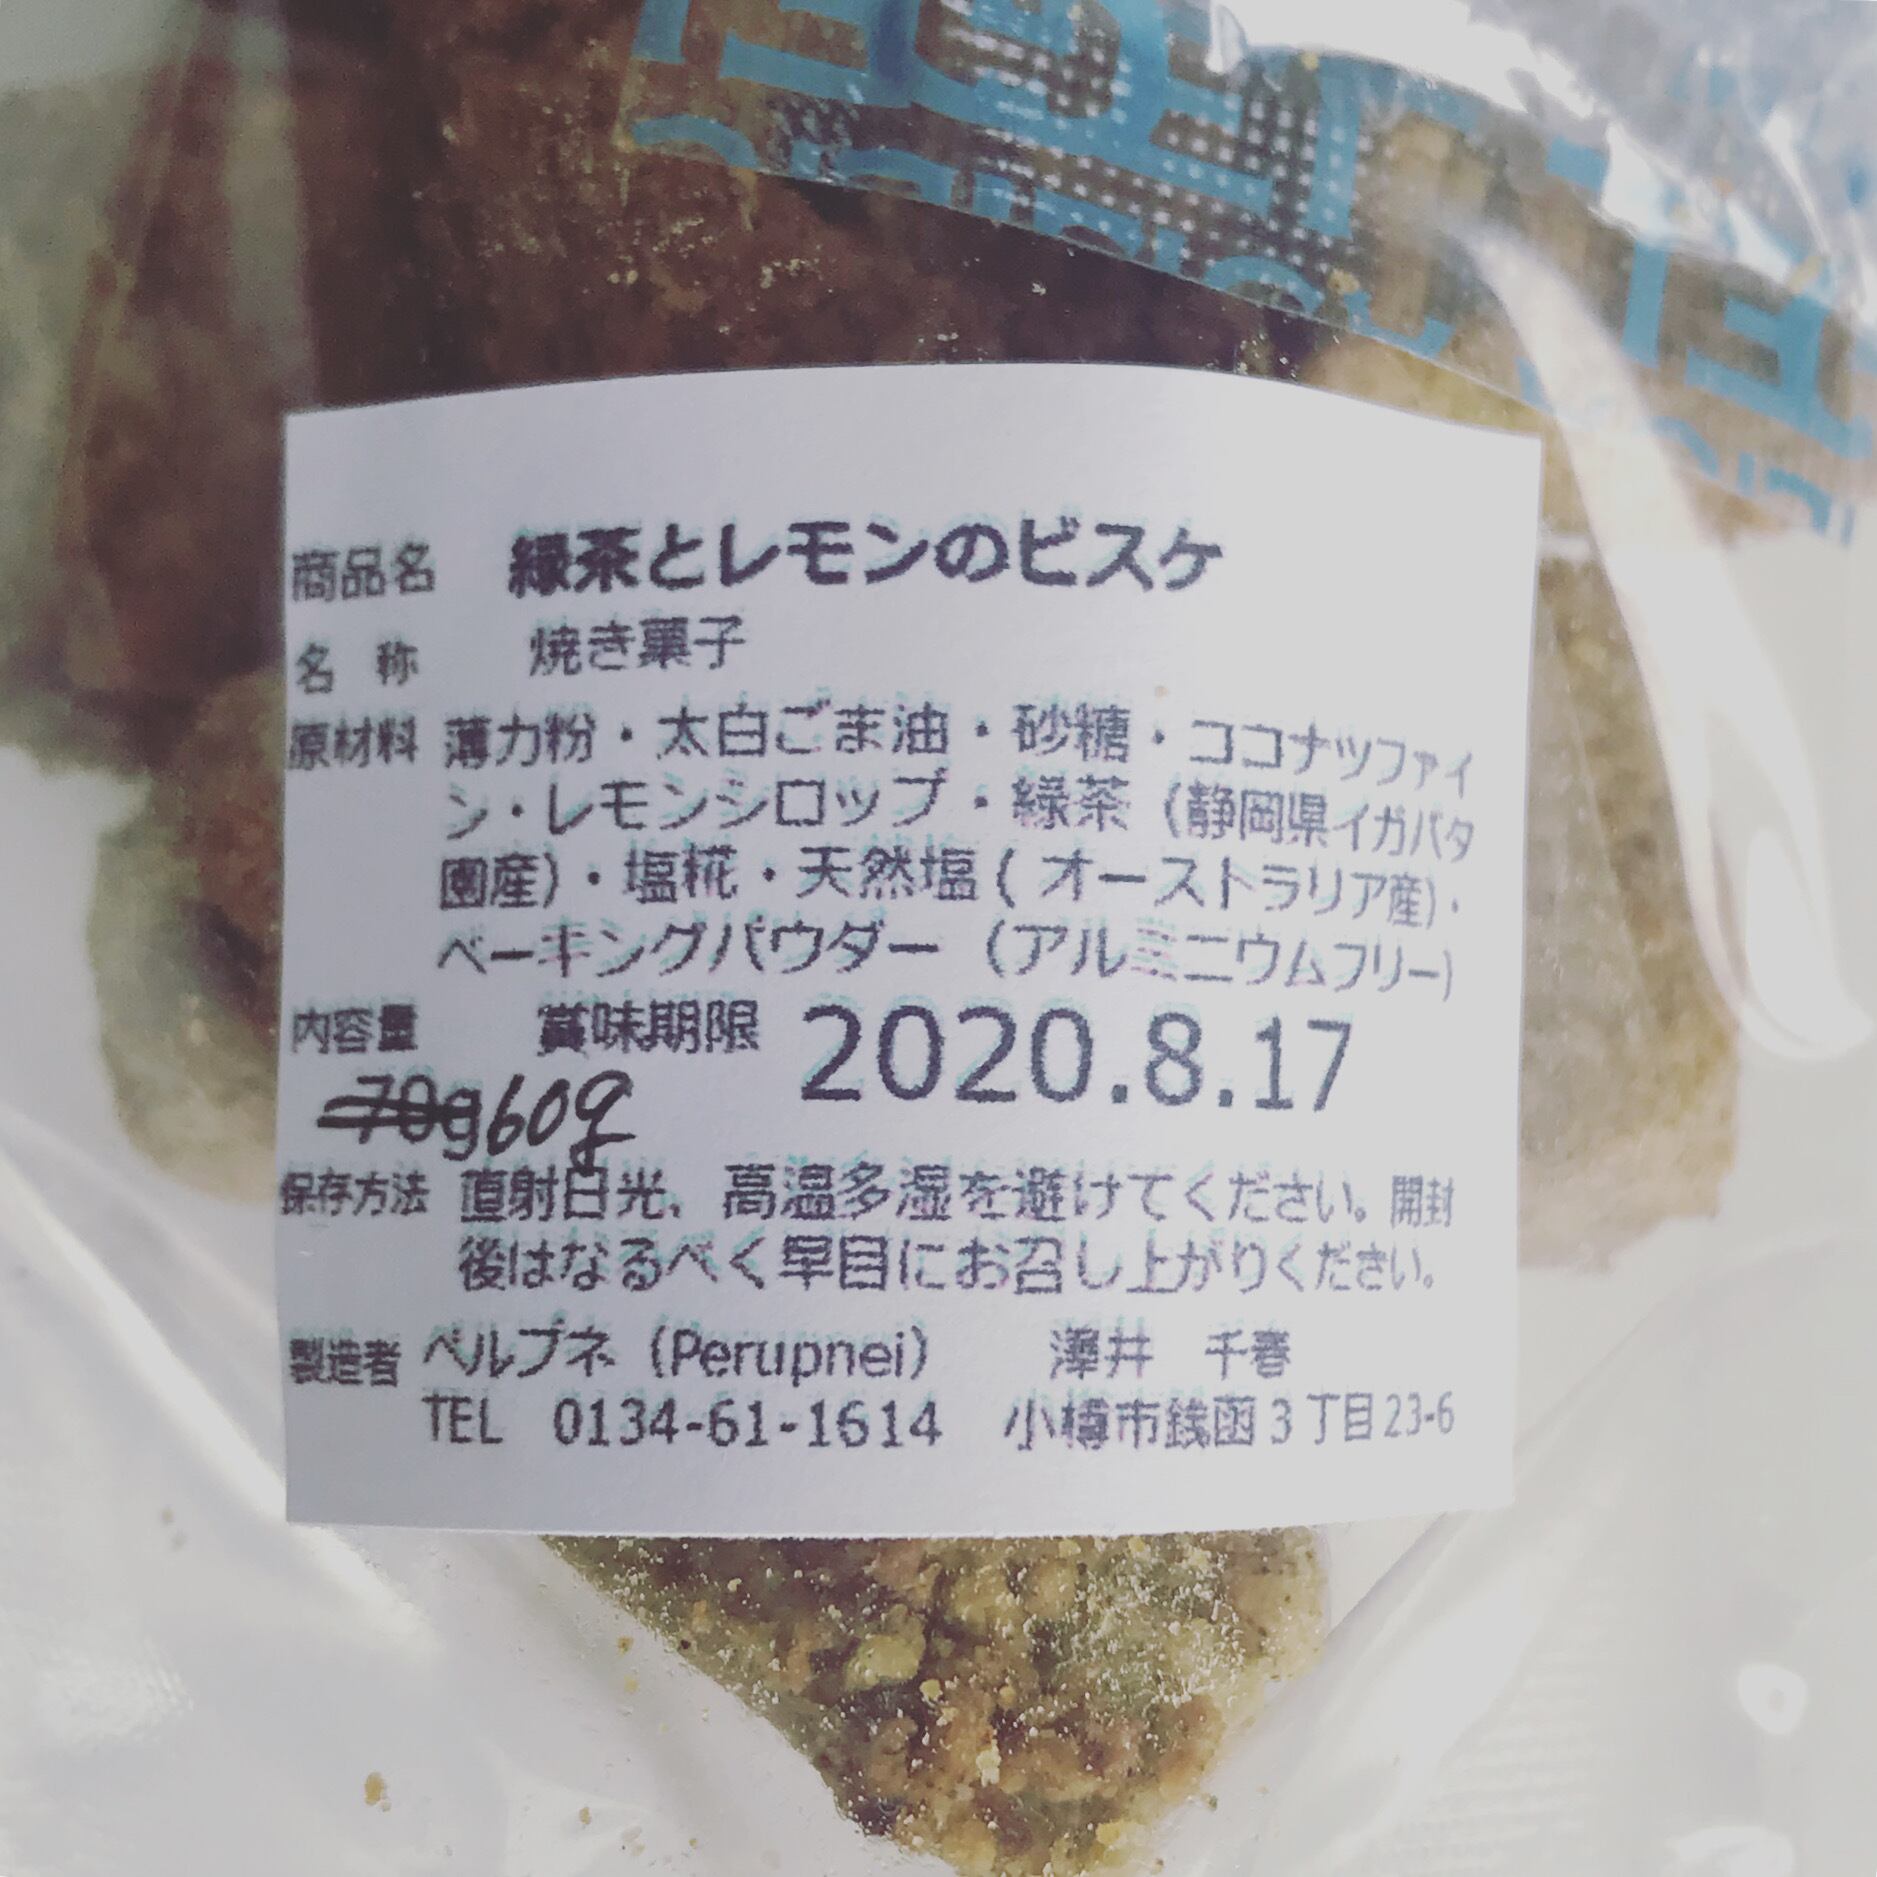 商品名 緑茶とレモンのビスケ
名 称 焼き菓子
原材料 薄力粉・太白ごま油・砂糖・ココナツファイ
ン・レモンシロップ・緑茶(静岡県イガバタ
園産)・塩糀・天然塩(オーストラリア産)・
ベーキングパウダー(アルミニウムフリー)
内容量 賞味期限 2020.8.17
70g 60g
保存方法 直射日光、高温多湿を避けてください。開封
後はなるべく早目にお召し上がりください。
製造者 ペルプネ(Perupnei) 澤井 千春
TEL 0134-61-1614 小樽市銭函3丁目23-6